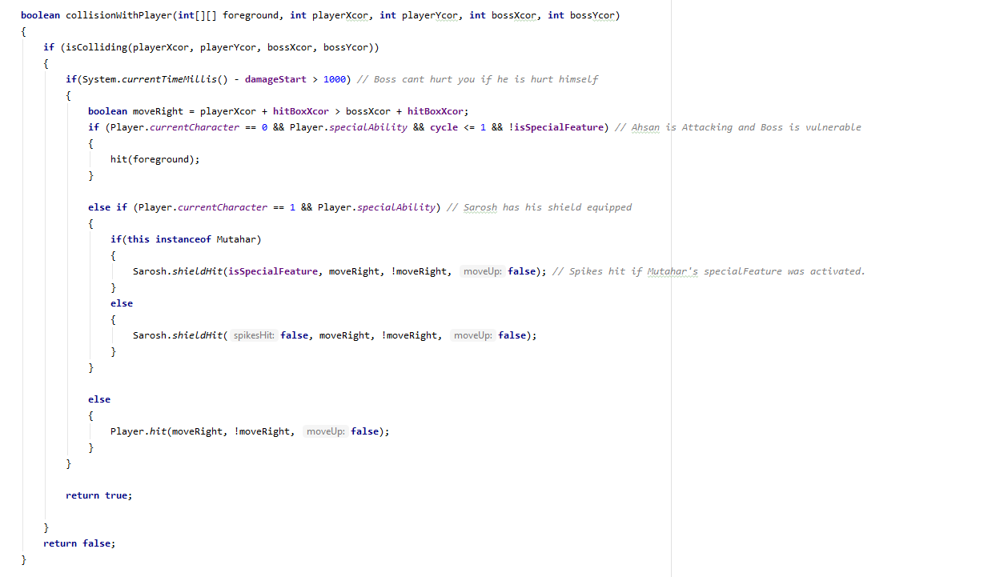 boolean collisionWithPlayer(int[][] foreground, int playerXcor, int playerYcor, int bossXcor, int bossYcor)
{
if (isColliding(playerXcor, playerYcor, bossXcor, bossYcor))
{
if(System.currentTimeMillis() - damageStart > 1000) // Boss cant hurt you if he is hurt himself
{
boolean moveRight = playerXcor + hitBoxXcor > bossXcor + hitBoxXcor;
if (Player.currentCharacter == 0 && Player.specialAbility && cycle <= 1 && !isSpecialFeature) // Ahsan is Attacking and Boss is vulnerable
{
hit(foreground);
}
else if (Player.currentCharacter == 1 && Player.specialAbility) // Sarosh has his shield equipped
{
if(this instanceof Mutahar)
{
Sarosh.shieldHit(isSpecialFeature, moveRight, !moveRight, moveUp: false); // Spikes hit if Mutahar's specialFeature was activated.
}
else
{
Sarosh.shieldHit( spikesHit: false, moveRight, !moveRight, moveUp: false);
}
}
else
{
Player.hit(moveRight, !moveRight, moveUp: false);
}
}
return true;
}
return false;
}